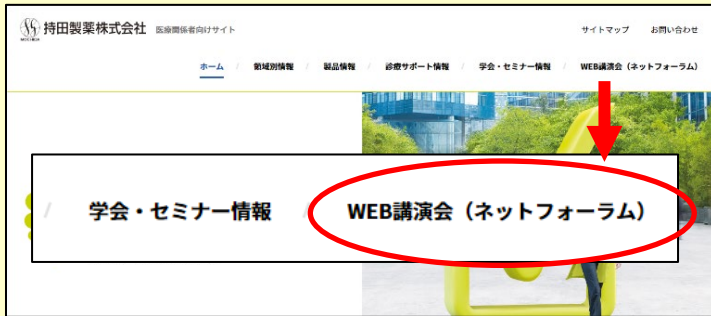 持田製薬株式会社 医療関係者向けサイト
サイトマップ お問い合わせ
ホーム / 領域別情報 / 製品情報 / 診療サポート情報 / 学会・セミナー情報 / WEB講演会（ネットフォーラム）
/ 学会・セミナー情報 / WEB講演会（ネットフォーラム）